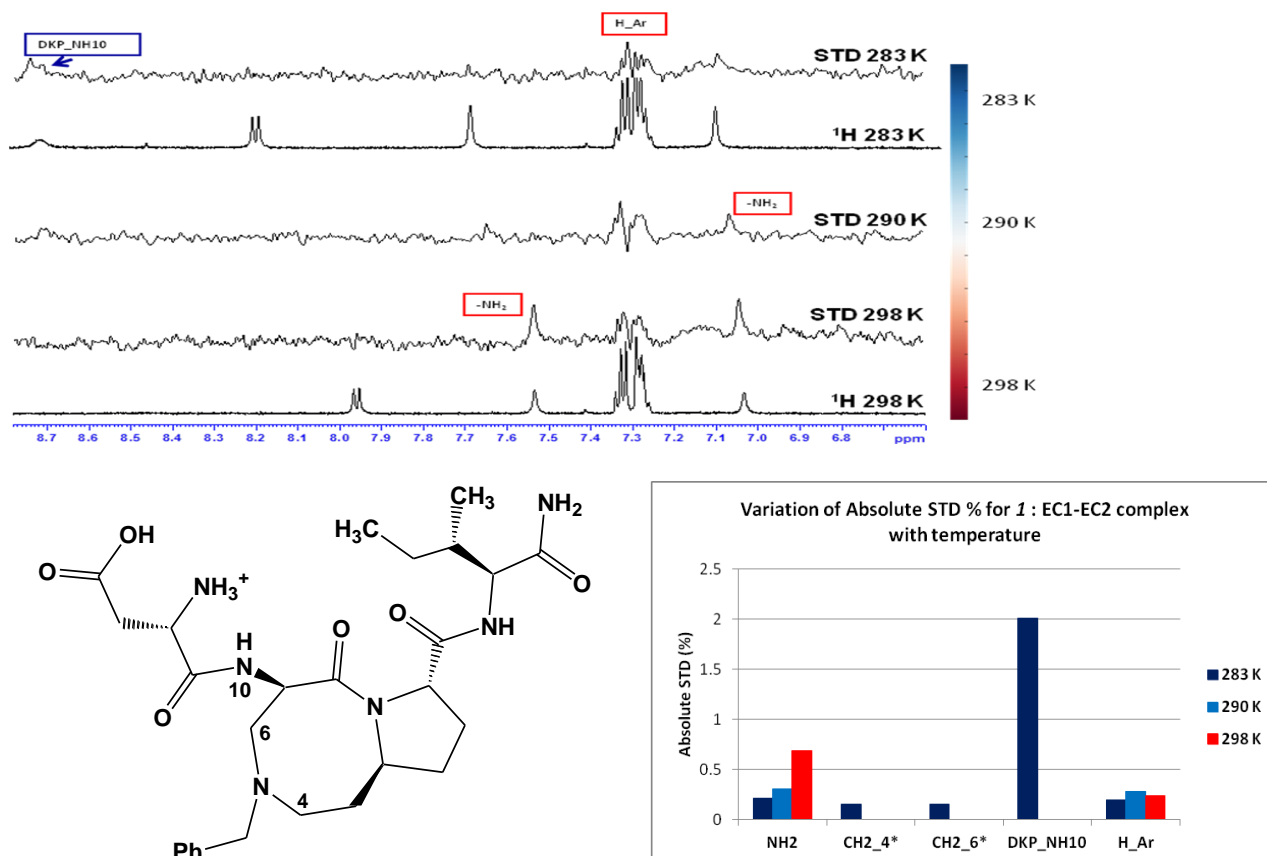 DKP_NH10
H_Ar
STD 283 K
¹H 283 K
283 K
STD 290 K
-NH₂
290 K
-NH₂
STD 298 K
¹H 298 K
298 K
8.7 8.6 8.5 8.4 8.3 8.2 8.1 8.0 7.9 7.8 7.7 7.6 7.5 7.4 7.3 7.2 7.1 7.0 6.9 6.8 ppm
CH₃
NH₂
H₃C
OH
O
NH₃⁺
O
O
O
NH
H
N
10
O
N
6
N
4
Ph
Variation of Absolute STD % for 1 : EC1-EC2 complex
with temperature
Absolute STD (%)
2.5
2
1.5
1
0.5
0
NH2 CH2_4* CH2_6* DKP_NH10 H_Ar
283 K
290 K
298 K